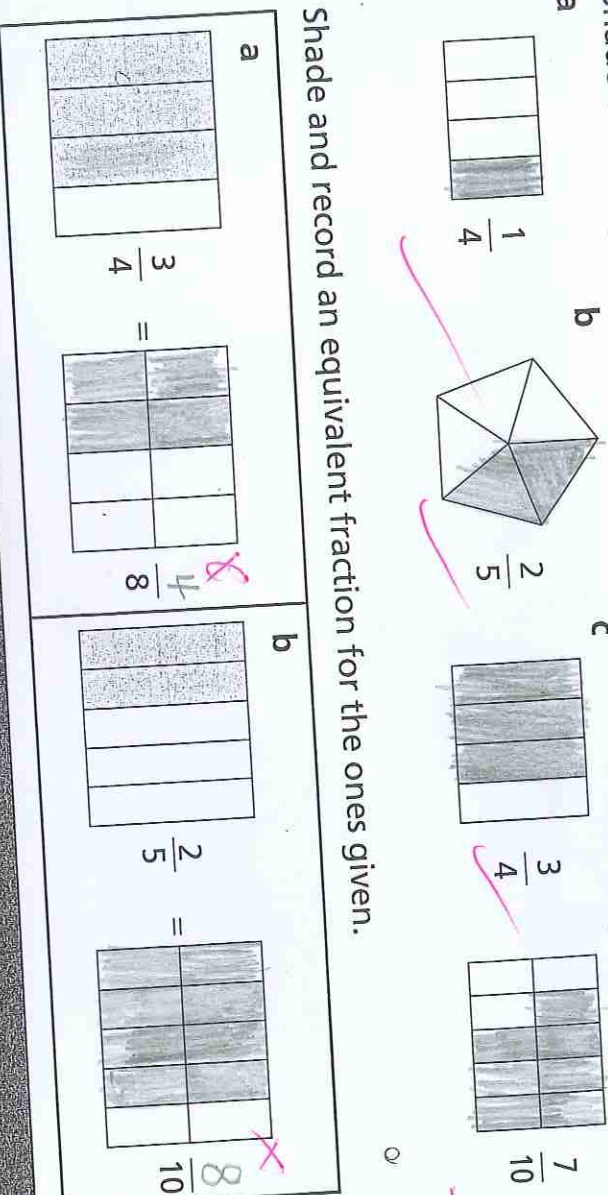 a 1/4 b 2/5 c 3/4 7/10
Shade and record an equivalent fraction for the ones given.
a 3/4 = 4/8 b 2/5 = 8/10